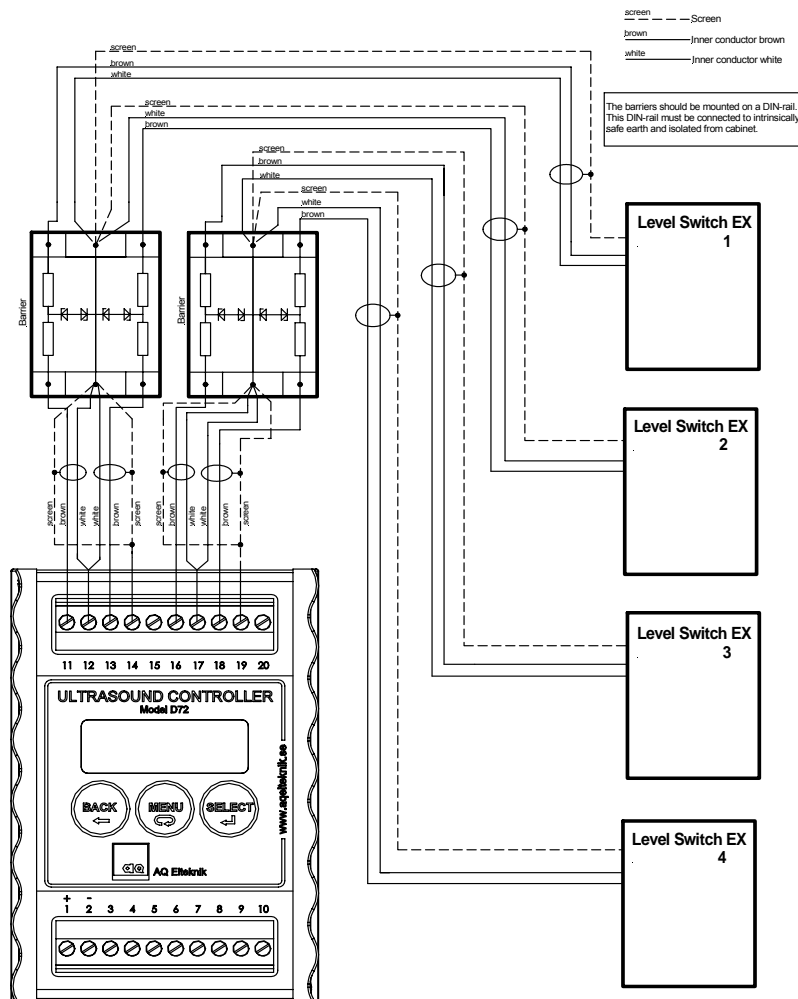 screen
Screen
brown
Inner conductor brown
white
Inner conductor white
The barriers should be mounted on a DIN-rail.
This DIN-rail must be connected to intrinsically
safe earth and isolated from cabinet.
screen
brown
white
screen
white
brown
screen
brown
white
screen
white
brown
Barrier
Barrier
Level Switch EX
1
Level Switch EX
2
Level Switch EX
3
Level Switch EX
4
screen
brown
white
white
brown
screen
screen
brown
white
white
brown
screen
11 12 13 14 15 16 17 18 19 20
ULTRASOUND CONTROLLER
Model D72
www.aqelteknik.se
BACK
MENU
SELECT
aq
AQ Elteknik
+ -
1 2 3 4 5 6 7 8 9 10